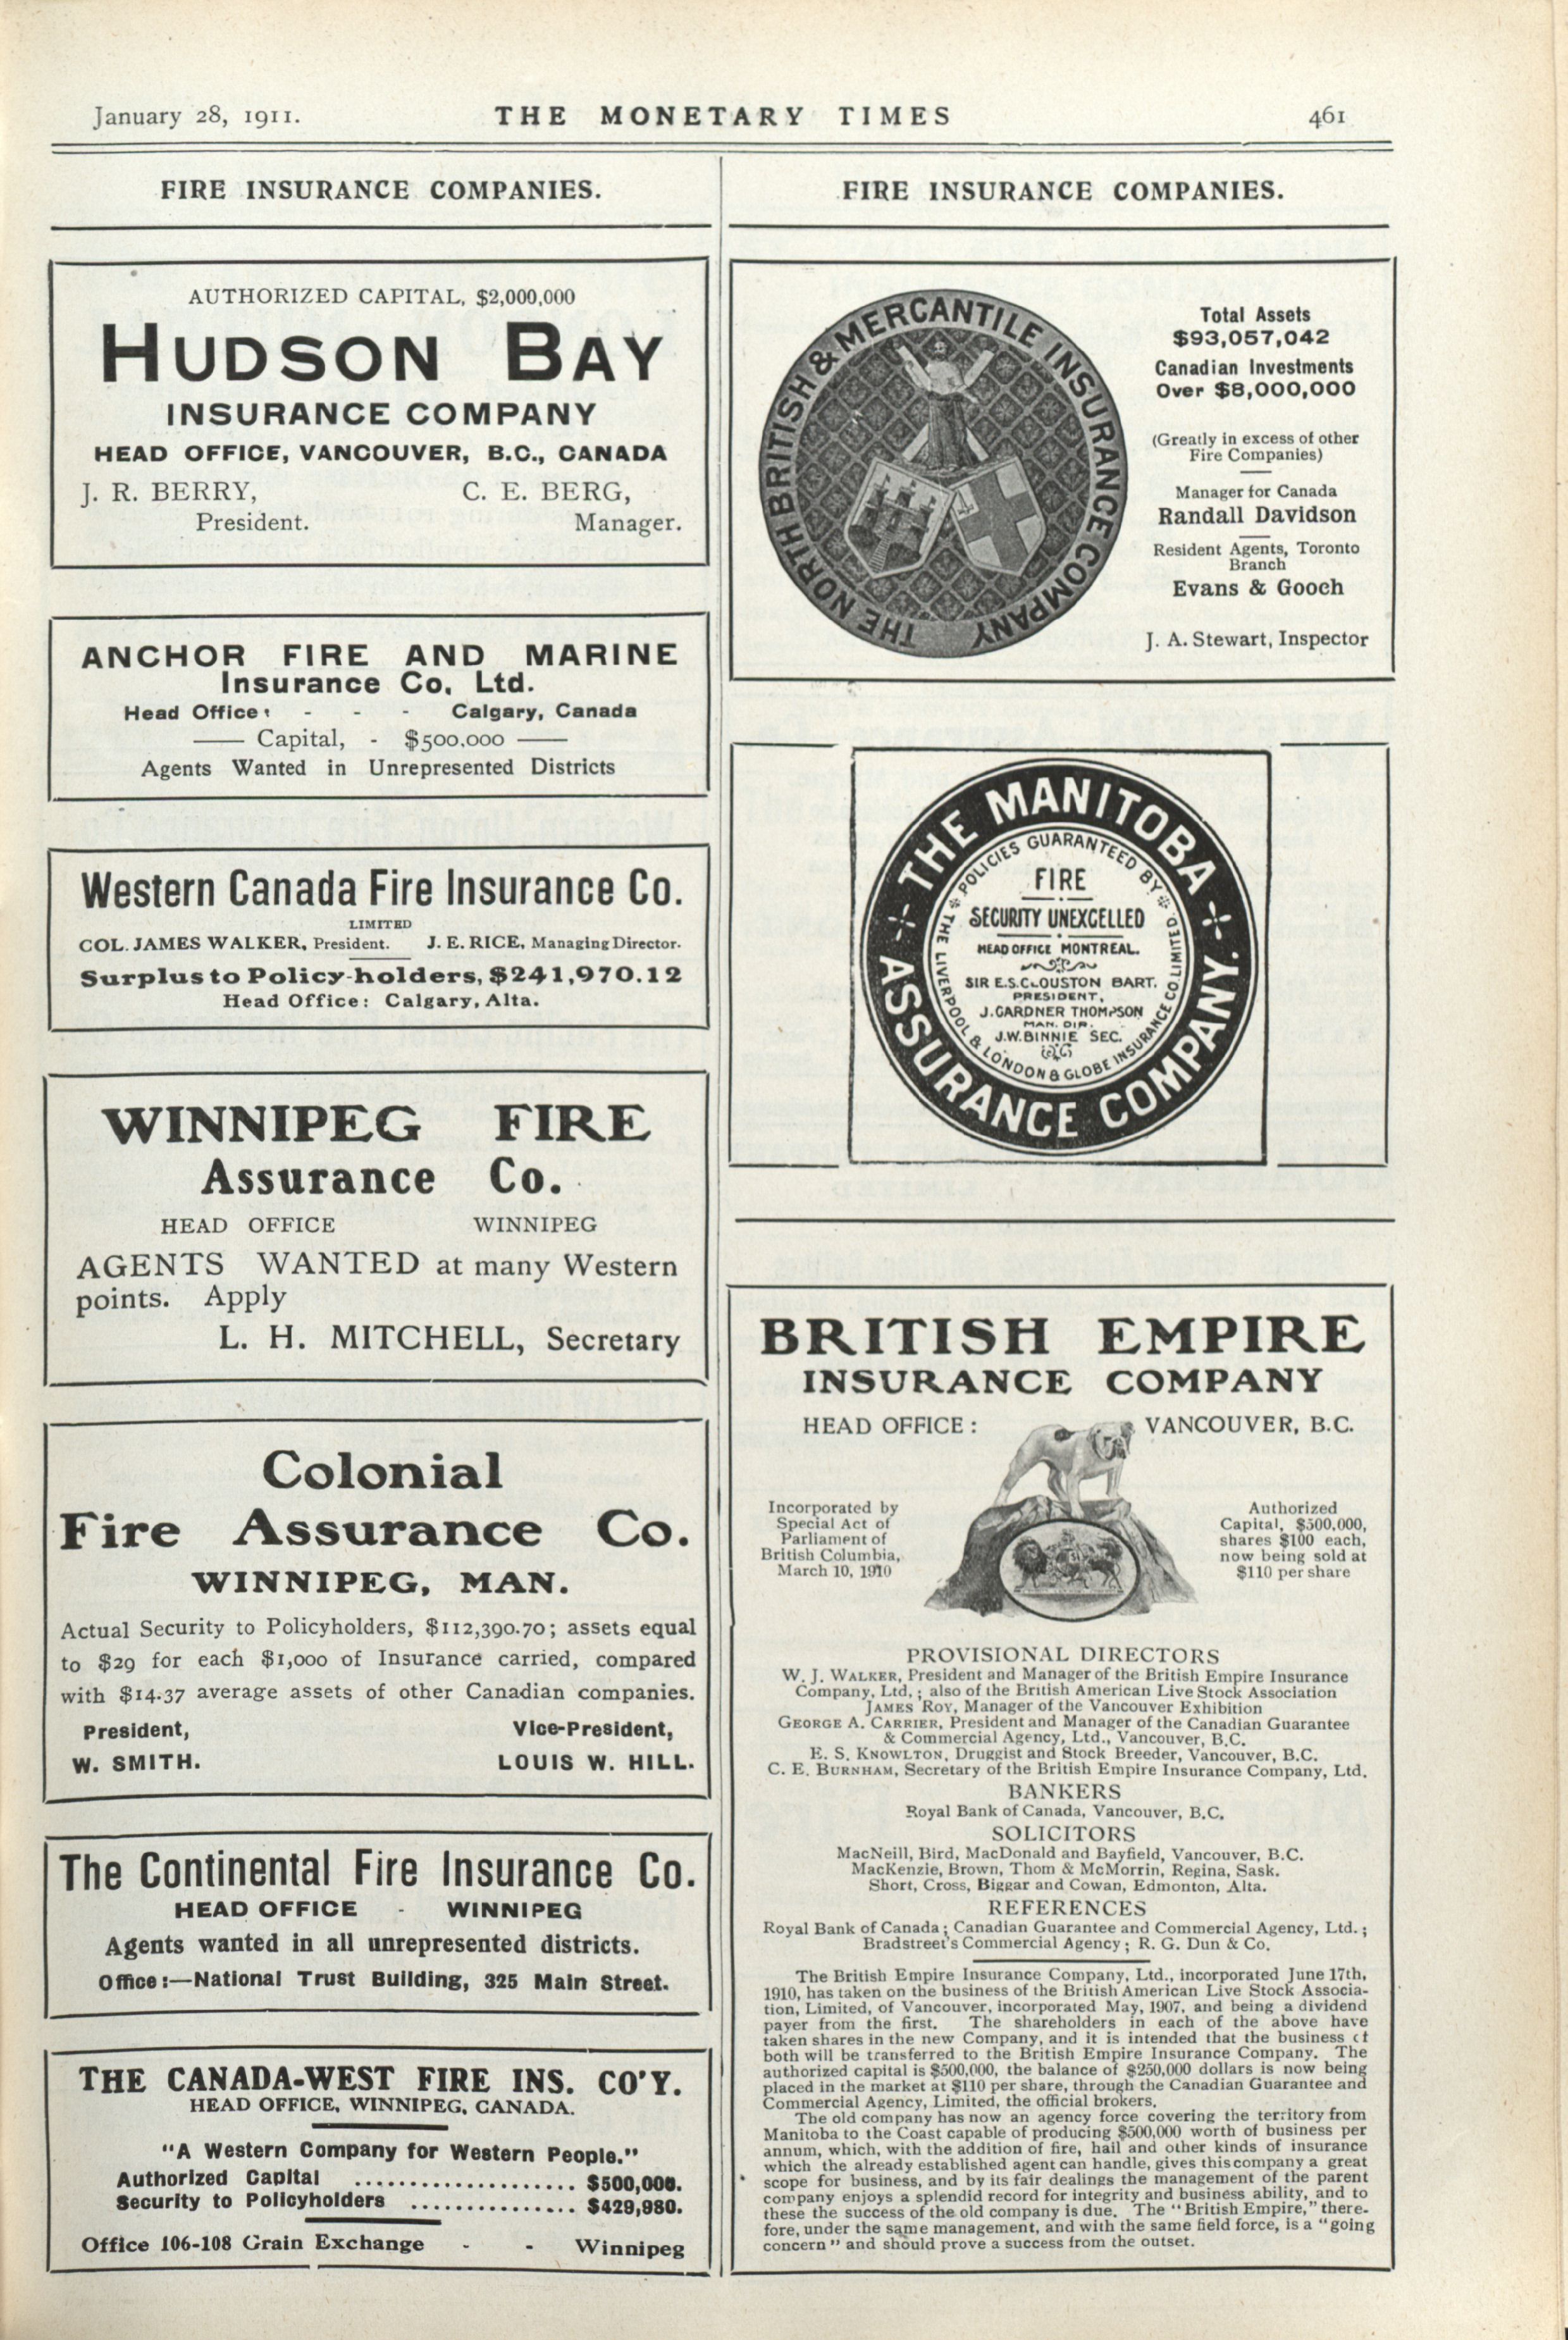 January 28, 1911.
THE MONETARY TIMES
461
FIRE INSURANCE COMPANIES.
AUTHORIZED CAPITAL, $2,000,000
HUDSON BAY
INSURANCE COMPANY
HEAD OFFICE, VANCOUVER, B.C., CANADA
J. R. BERRY, C. E. BERG,
President. Manager.
ANCHOR FIRE AND MARINE
Insurance Co. Ltd.
Head Office: - - - Calgary, Canada
Capital, - $500,000
Agents Wanted in Unrepresented Districts
Western Canada Fire Insurance Co.
LIMITED
COL. JAMES WALKER, President. J. E. RICE, Managing Director.
Surplus to Policy-holders, $241,970.12
Head Office: Calgary, Alta.
WINNIPEG FIRE
Assurance Co.
HEAD OFFICE WINNIPEG
AGENTS WANTED at many Western
points. Apply
L. H. MITCHELL, Secretary
Colonial
Fire Assurance Co.
WINNIPEG, MAN.
Actual Security to Policyholders, $112,390.70; assets equal
to $29 for each $1,000 of Insurance carried, compared
with $14.37 average assets of other Canadian companies.
President, Vice-President,
W. SMITH. LOUIS W. HILL.
The Continental Fire Insurance Co.
HEAD OFFICE - WINNIPEG
Agents wanted in all unrepresented districts.
Office:—National Trust Building, 325 Main Street.
THE CANADA-WEST FIRE INS. CO'Y.
HEAD OFFICE, WINNIPEG, CANADA.
"A Western Company for Western People."
Authorized Capital .................... $500,000.
Security to Policyholders ............... $429,980.
Office 106-108 Grain Exchange - - Winnipeg
FIRE INSURANCE COMPANIES.
THE NORTH BRITISH & MERCANTILE INSURANCE COMPANY
Total Assets
$93,057,042
Canadian Investments
Over $8,000,000
(Greatly in excess of other
Fire Companies)
Manager for Canada
Randall Davidson
Resident Agents, Toronto
Branch
Evans & Gooch
J. A. Stewart, Inspector
THE MANITOBA
ASSURANCE COMPANY.
POLICIES GUARANTEED BY
THE LIVERPOOL & LONDON & GLOBE INSURANCE CO. LIMITED.
FIRE
SECURITY UNEXCELLED
HEAD OFFICE MONTREAL.
SIR E.S. CLOUSTON BART.
PRESIDENT,
J. GARDNER THOMPSON
MAN. DIR.
J.W. BINNIE SEC.
BRITISH EMPIRE
INSURANCE COMPANY
HEAD OFFICE: VANCOUVER, B.C.
Incorporated by
Special Act of
Parliament of
British Columbia,
March 10, 1910
Authorized
Capital, $500,000,
shares $100 each,
now being sold at
$110 per share
PROVISIONAL DIRECTORS
W. J. WALKER, President and Manager of the British Empire Insurance
Company, Ltd.; also of the British American Live Stock Association
JAMES ROY, Manager of the Vancouver Exhibition
GEORGE A. CARRIER, President and Manager of the Canadian Guarantee
& Commercial Agency, Ltd., Vancouver, B.C.
E. S. KNOWLTON, Druggist and Stock Breeder, Vancouver, B.C.
C. E. BURNHAM, Secretary of the British Empire Insurance Company, Ltd.
BANKERS
Royal Bank of Canada, Vancouver, B.C.
SOLICITORS
MacNeill, Bird, MacDonald and Bayfield, Vancouver, B.C.
MacKenzie, Brown, Thom & McMorrin, Regina, Sask.
Short, Cross, Biggar and Cowan, Edmonton, Alta.
REFERENCES
Royal Bank of Canada; Canadian Guarantee and Commercial Agency, Ltd.;
Bradstreet's Commercial Agency; R. G. Dun & Co.
The British Empire Insurance Company, Ltd., incorporated June 17th,
1910, has taken on the business of the British American Live Stock Associa-
tion, Limited, of Vancouver, incorporated May, 1907, and being a dividend
payer from the first. The shareholders in each of the above have
taken shares in the new Company, and it is intended that the business of
both will be transferred to the British Empire Insurance Company. The
authorized capital is $500,000, the balance of $250,000 dollars is now being
placed in the market at $110 per share, through the Canadian Guarantee and
Commercial Agency, Limited, the official brokers.
The old company has now an agency force covering the territory from
Manitoba to the Coast capable of producing $500,000 worth of business per
annum, which, with the addition of fire, hail and other kinds of insurance
which the already established agent can handle, gives this company a great
scope for business, and by its fair dealings the management of the parent
company enjoys a splendid record for integrity and business ability, and to
these the success of the old company is due. The "British Empire," there-
fore, under the same management, and with the same field force, is a "going
concern" and should prove a success from the outset.